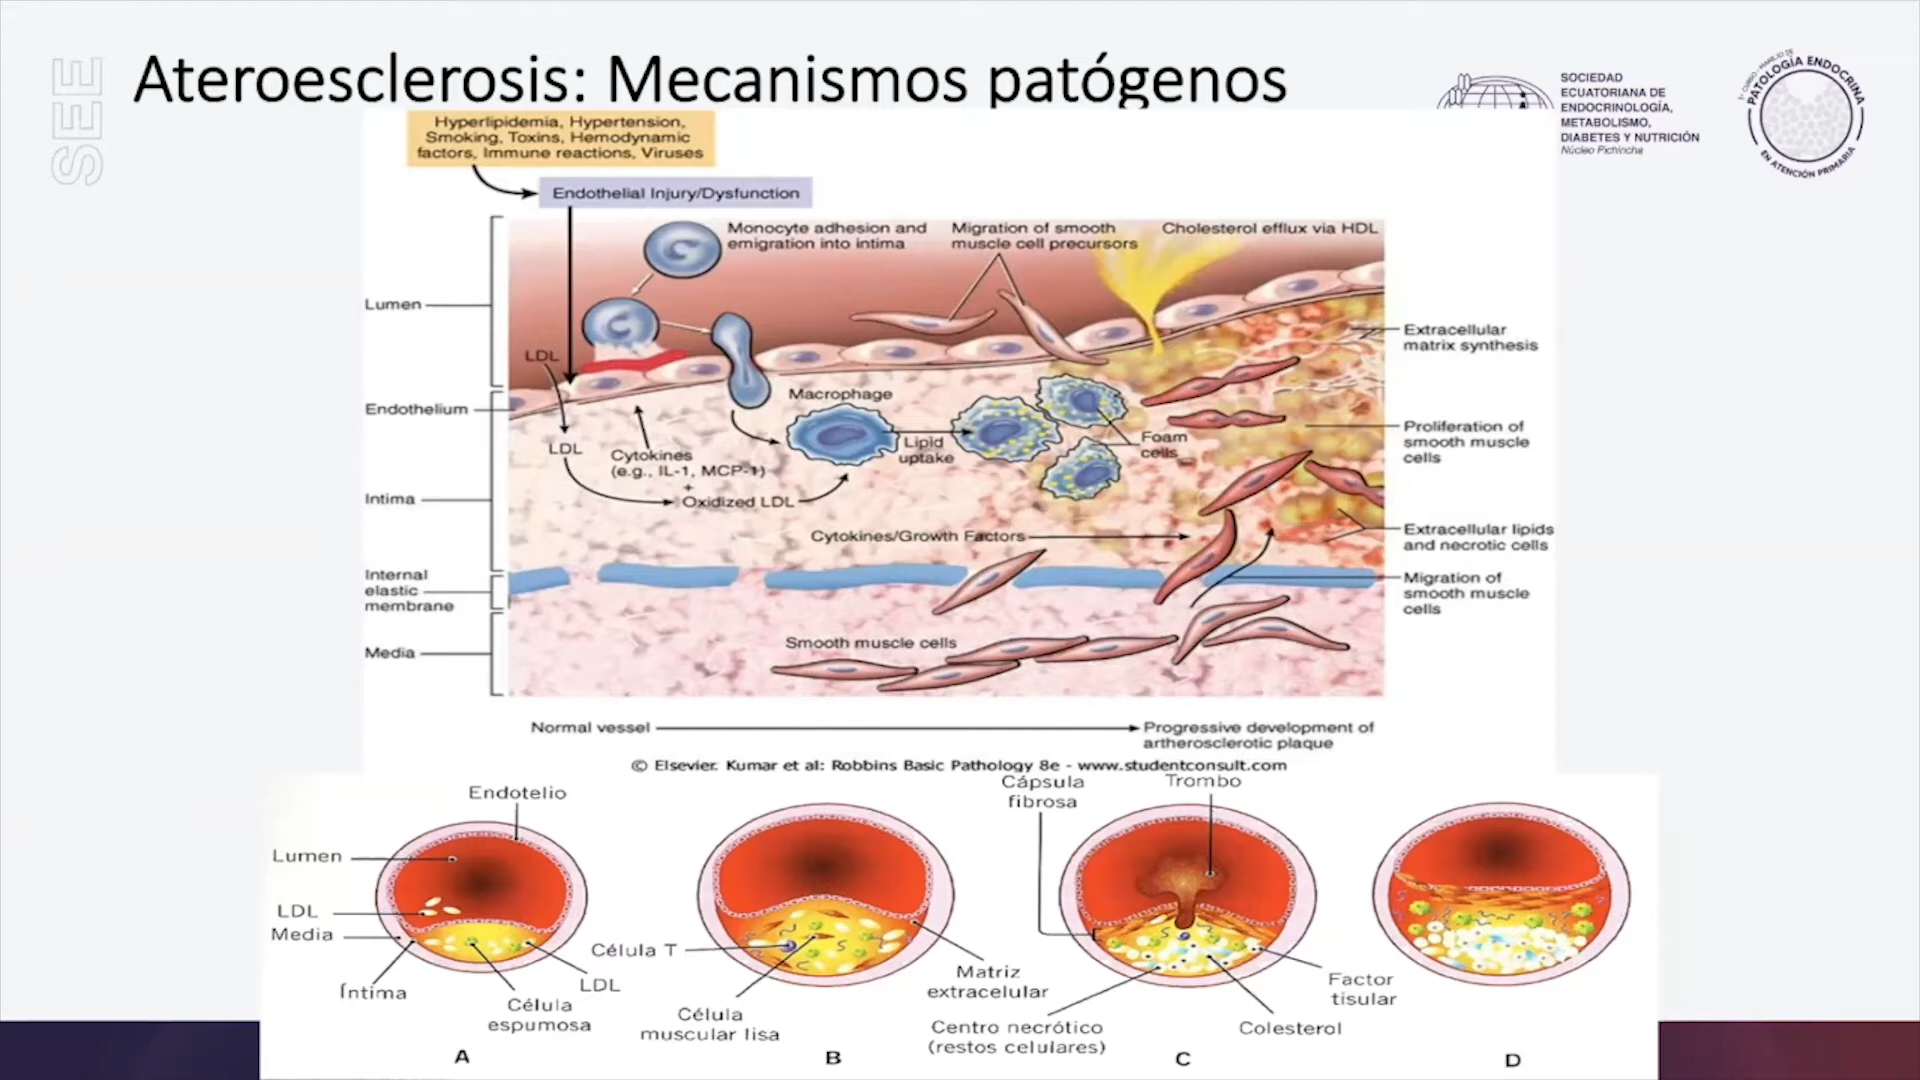 SEE
Ateroesclerosis: Mecanismos patógenos
SOCIEDAD
ECUATORIANA DE
ENDOCRINOLOGÍA,
METABOLISMO,
DIABETES Y NUTRICIÓN
Núcleo Pichincha
1º CURSO - MANEJO DE
PATOLOGÍA ENDOCRINA
EN ATENCIÓN PRIMARIA
Hyperlipidemia, Hypertension,
Smoking, Toxins, Hemodynamic
factors, Immune reactions, Viruses
Endothelial Injury/Dysfunction
Monocyte adhesion and
emigration into intima
Migration of smooth
muscle cell precursors
Cholesterol efflux via HDL
Lumen
LDL
Extracellular
matrix synthesis
Endothelium
Macrophage
LDL
Cytokines
(e.g., IL-1, MCP-1)
+
Oxidized LDL
Lipid
uptake
Foam
cells
Proliferation of
smooth muscle
cells
Intima
Cytokines/Growth Factors
Extracellular lipids
and necrotic cells
Internal
elastic
membrane
Migration of
smooth muscle
cells
Media
Smooth muscle cells
Normal vessel
Progressive development of
artherosclerotic plaque
© Elsevier. Kumar et al: Robbins Basic Pathology 8e - www.studentconsult.com
Endotelio
Lumen
LDL
Media
Íntima
Célula
espumosa
LDL
A
Célula T
Célula
muscular lisa
Matriz
extracelular
B
Cápsula
fibrosa
Trombo
Centro necrótico
(restos celulares)
Colesterol
Factor
tisular
C
D